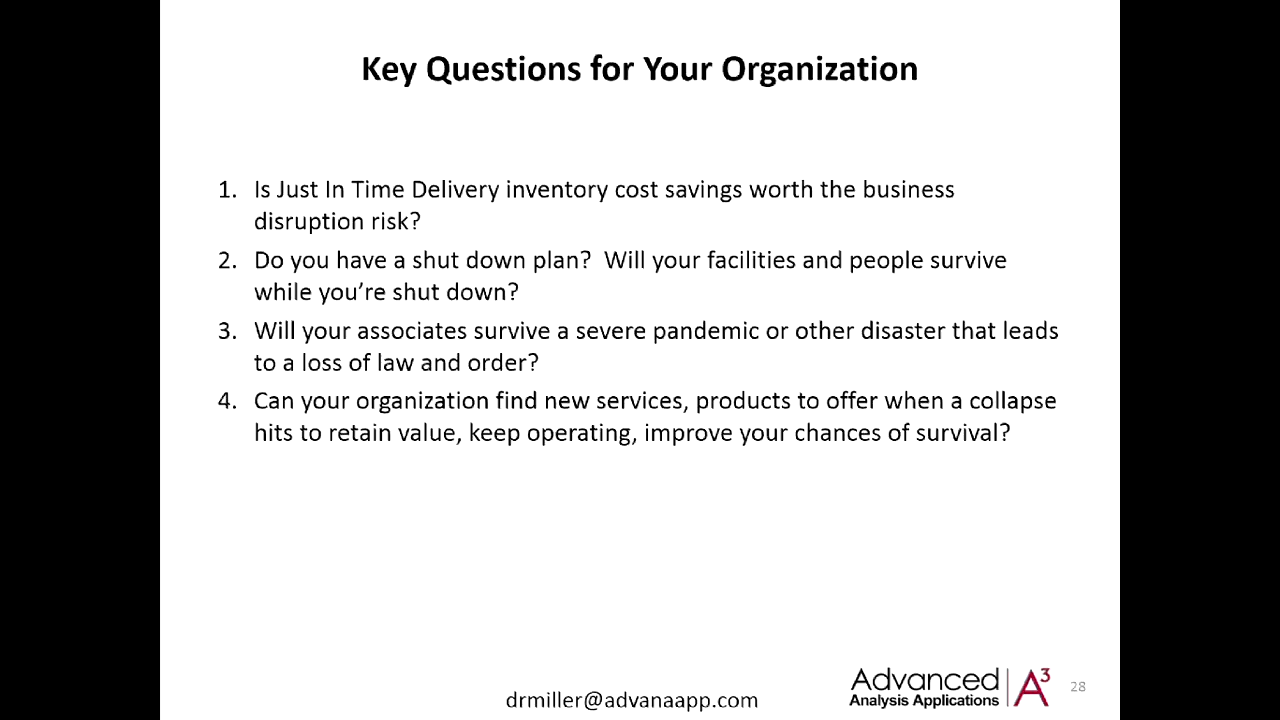 Key Questions for Your Organization
1. Is Just In Time Delivery inventory cost savings worth the business
disruption risk?
2. Do you have a shut down plan?  Will your facilities and people survive
while you’re shut down?
3. Will your associates survive a severe pandemic or other disaster that leads
to a loss of law and order?
4. Can your organization find new services, products to offer when a collapse
hits to retain value, keep operating, improve your chances of survival?
drmiller@advanaapp.com
Advanced
Analysis Applications
A3
28